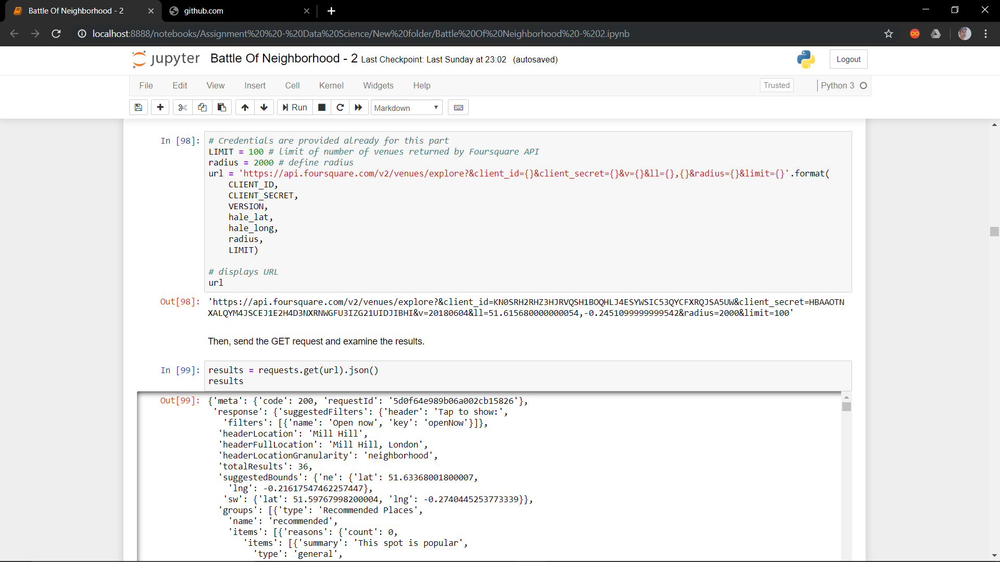 Battle Of Neighborhood - 2
github.com
localhost:8888/notebooks/Assignment%20%20-%20Data%20Science/New%20folder/Battle%20Of%20Neighborhood%20-%202.ipynb
jupyter Battle Of Neighborhood - 2 Last Checkpoint: Last Sunday at 23:02 (autosaved)
Logout
File Edit View Insert Cell Kernel Widgets Help
Trusted
Python 3
Run
Markdown
In [98]: # Credentials are provided already for this part
LIMIT = 100 # limit of number of venues returned by Foursquare API
radius = 2000 # define radius
url = 'https://api.foursquare.com/v2/venues/explore?&client_id={}&client_secret={}&v={}&ll={},{}&radius={}&limit={}'.format(
CLIENT_ID,
CLIENT_SECRET,
VERSION,
hale_lat,
hale_long,
radius,
LIMIT)
# displays URL
url
Out[98]: 'https://api.foursquare.com/v2/venues/explore?&client_id=KN0SRH2RHZ3HJRVQSH1BOQHLJ4ESYWSIC53QYCFXRQJSA5UW&client_secret=HBAAOTN
XALQYM4JSCEJ1E2H4D3NXRNWGFU3IZG21UIDJIBHI&v=20180604&ll=51.615680000000054,-0.2451099999999542&radius=2000&limit=100'
Then, send the GET request and examine the results.
In [99]: results = requests.get(url).json()
results
Out[99]: {'meta': {'code': 200, 'requestId': '5d0f64e989b06a002cb15826'},
'response': {'suggestedFilters': {'header': 'Tap to show:',
'filters': [{'name': 'Open now', 'key': 'openNow'}]},
'headerLocation': 'Mill Hill',
'headerFullLocation': 'Mill Hill, London',
'headerLocationGranularity': 'neighborhood',
'totalResults': 36,
'suggestedBounds': {'ne': {'lat': 51.63368001800007,
'lng': -0.21617547462257447},
'sw': {'lat': 51.59767998200004, 'lng': -0.2740445253773339}},
'groups': [{'type': 'Recommended Places',
'name': 'recommended',
'items': [{'reasons': {'count': 0,
'items': [{'summary': 'This spot is popular',
'type': 'general',